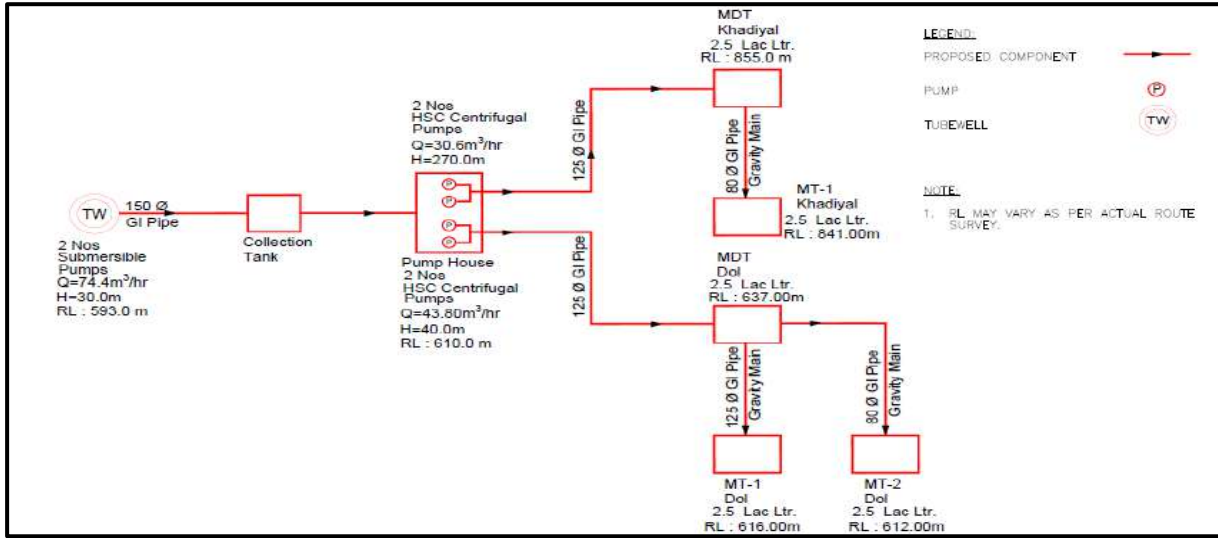 MDT
Khadiyal
2.5 Lac Ltr.
RL : 855.0 m
LEGEND:
PROPOSED COMPONENT
PUMP
P
TUBEWELL
TW
NOTE:
1. RL MAY VARY AS PER ACTUAL ROUTE
SURVEY.
2 Nos
HSC Centrifugal
Pumps
Q=30.6m³/hr
H=270.0m
125 Ø GI Pipe
80 Ø GI Pipe
Gravity Main
MT-1
Khadiyal
2.5 Lac Ltr.
RL : 841.00m
P
P
P
P
TW
150 Ø
GI Pipe
2 Nos
Submersible
Pumps
Q=74.4m³/hr
H=30.0m
RL : 593.0 m
Collection
Tank
Pump House
2 Nos
HSC Centrifugal
Pumps
Q=43.80m³/hr
H=40.0m
RL : 610.0 m
125 Ø GI Pipe
MDT
Dol
2.5 Lac Ltr.
RL : 637.00m
125 Ø GI Pipe
Gravity Main
80 Ø GI Pipe
Gravity Main
MT-1
Dol
2.5 Lac Ltr.
RL : 616.00m
MT-2
Dol
2.5 Lac Ltr.
RL : 612.00m